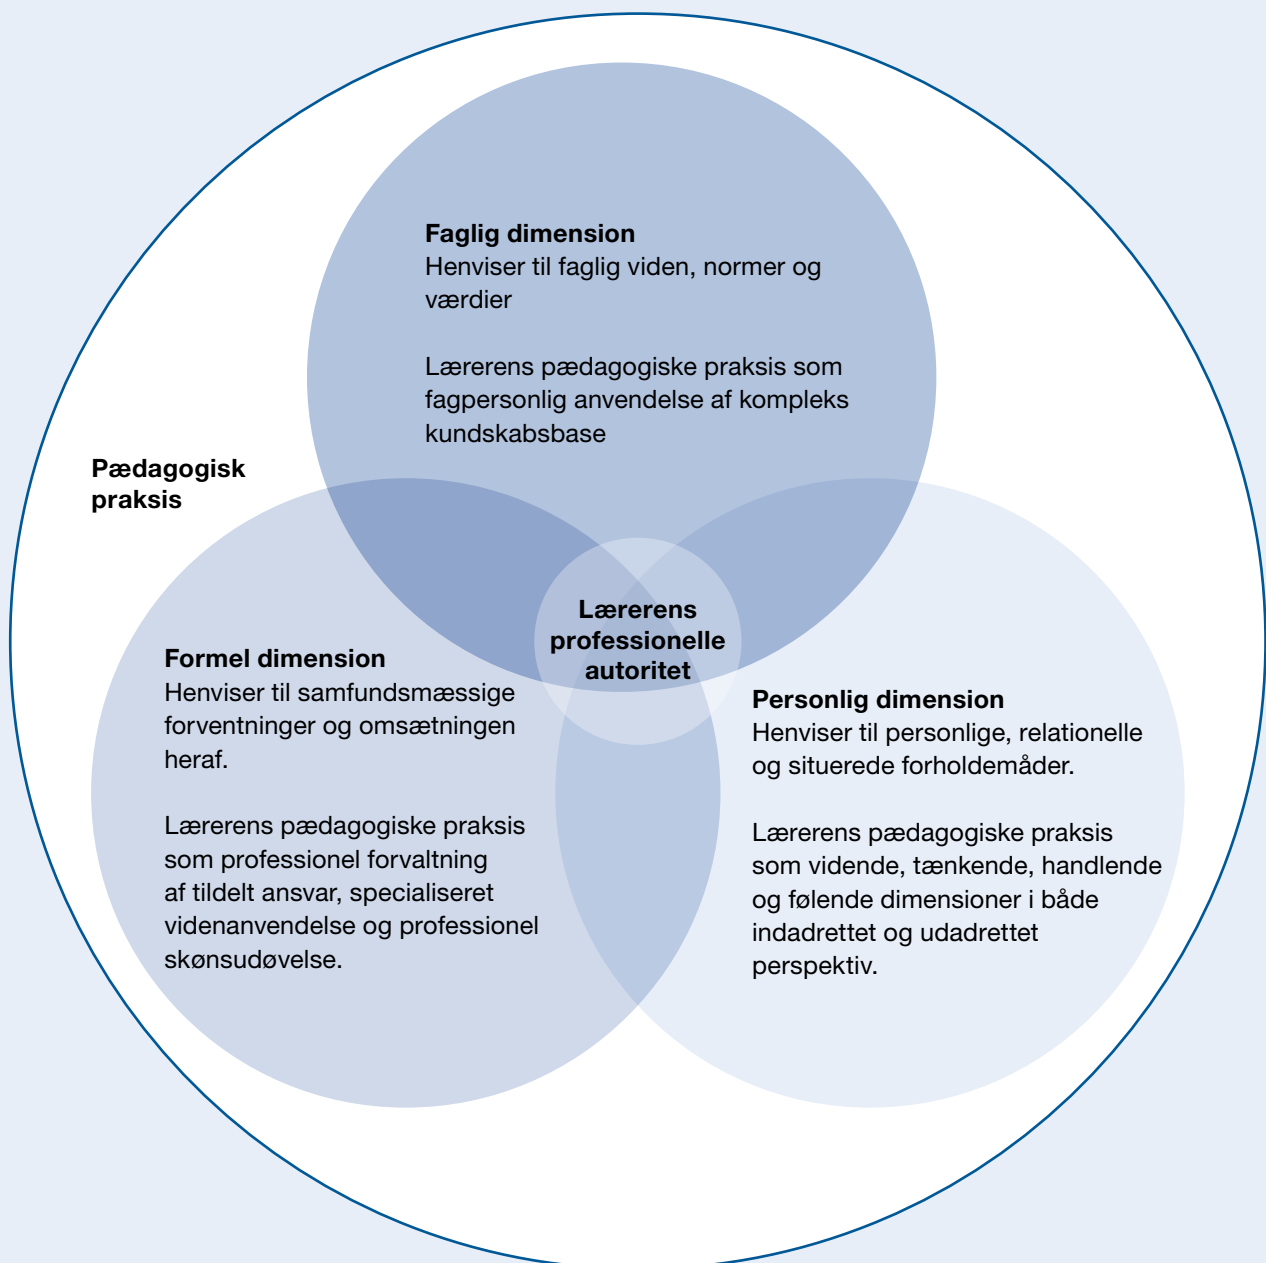 Faglig dimension
Henviser til faglig viden, normer og
værdier
Lærerens pædagogiske praksis som
fagpersonlig anvendelse af kompleks
kundskabsbase
Pædagogisk
praksis
Lærerens
professionelle
autoritet
Formel dimension
Henviser til samfundsmæssige
forventninger og omsætningen
heraf.
Lærerens pædagogiske praksis
som professionel forvaltning
af tildelt ansvar, specialiseret
videnanvendelse og professionel
skønsudøvelse.
Personlig dimension
Henviser til personlige, relationelle
og situerede forholdemåder.
Lærerens pædagogiske praksis
som vidende, tænkende, handlende
og følende dimensioner i både
indadrettet og udadrettet
perspektiv.